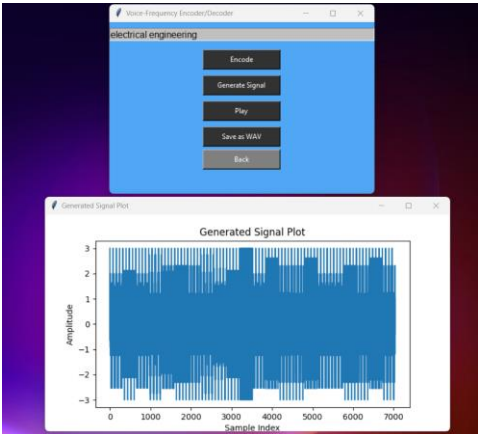 Voice-Frequency Encoder/Decoder
electrical engineering
Encode
Generate Signal
Play
Save as WAV
Back
Generated Signal Plot
Generated Signal Plot
3
2
1
0
−1
−2
−3
Amplitude
0 1000 2000 3000 4000 5000 6000 7000
Sample Index